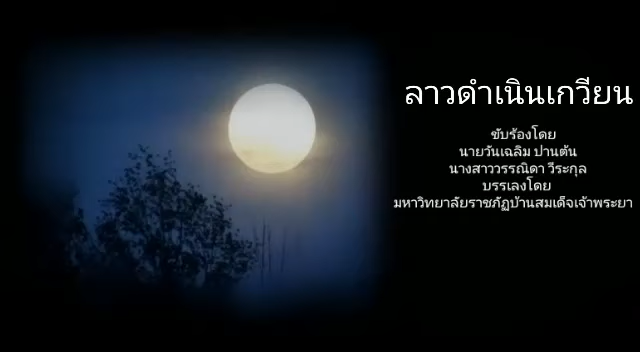 ลาวดำเนินเกวียน
ขับร้องโดย
นายวันเฉลิม ปานต้น
นางสาววรรณิดา วีระกุล
บรรเลงโดย
มหาวิทยาลัยราชภัฏบ้านสมเด็จเจ้าพระยา